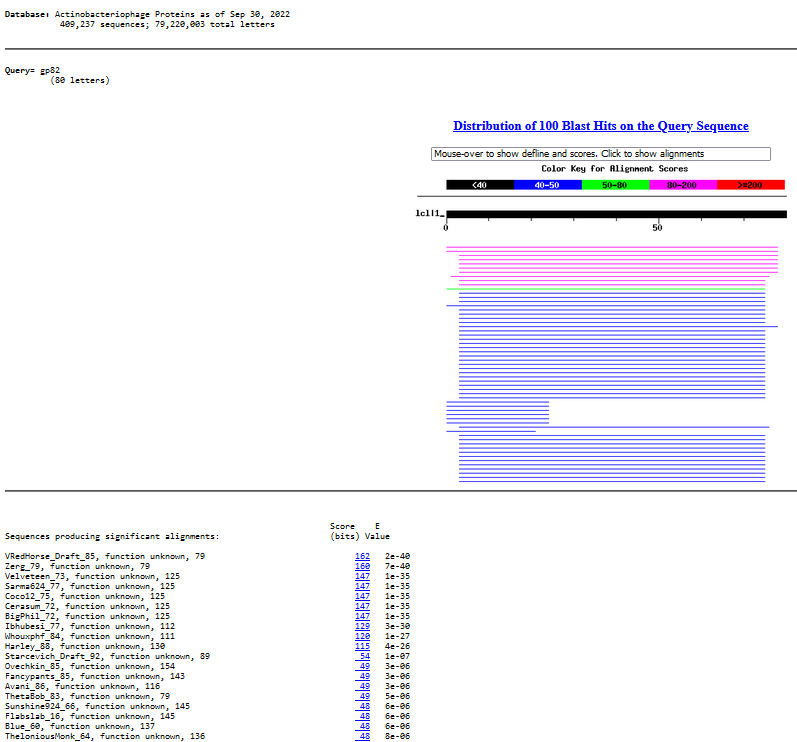 Database: Actinobacteriophage Proteins as of Sep 30, 2022
409,237 sequences; 79,220,003 total letters
Query= gp82
(80 letters)
Distribution of 100 Blast Hits on the Query Sequence
Mouse-over to show defline and scores. Click to show alignments
Color Key for Alignment Scores
<40 40-50 50-80 80-200 >=200
lcl|1_
0 50
Score E
Sequences producing significant alignments: (bits) Value
VRedHorse_Draft_85, function unknown, 79 162 2e-40
Zerg_79, function unknown, 79 160 7e-40
Velveteen_73, function unknown, 125 147 1e-35
Sarma624_77, function unknown, 125 147 1e-35
Coco12_75, function unknown, 125 147 1e-35
Cerasum_72, function unknown, 125 147 1e-35
BigPhil_72, function unknown, 125 147 1e-35
Ibhubesi_77, function unknown, 112 129 3e-30
Whouxphf_84, function unknown, 111 120 1e-27
Harley_88, function unknown, 130 115 4e-26
Starcevich_Draft_92, function unknown, 89 54 1e-07
Ovechkin_85, function unknown, 154 49 3e-06
Fancypants_85, function unknown, 143 49 3e-06
Avani_86, function unknown, 116 49 3e-06
ThetaBob_83, function unknown, 79 49 5e-06
Sunshine924_66, function unknown, 145 48 6e-06
Flabslab_16, function unknown, 145 48 6e-06
Blue_60, function unknown, 137 48 6e-06
TheloniousMonk_64, function unknown, 136 48 8e-06